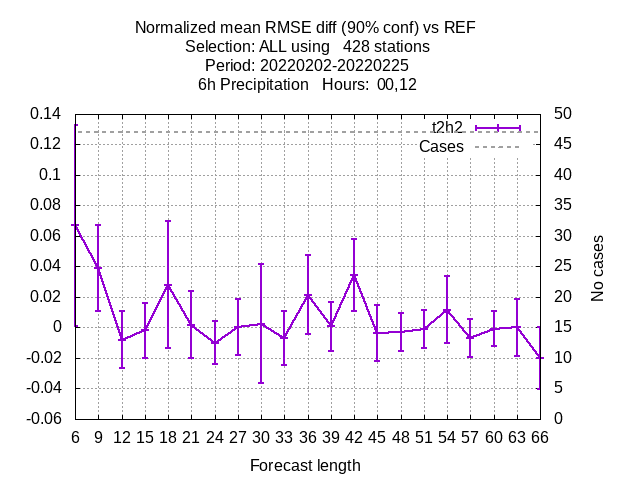 Normalized mean RMSE diff (90% conf) vs REF
Selection: ALL using   428 stations
Period: 20220202-20220225
6h Precipitation   Hours:  00,12
0.14
0.12
0.1
0.08
0.06
0.04
0.02
0
-0.02
-0.04
-0.06
t2h2
Cases
50
45
40
35
30
25
20
15
10
5
0
No cases
6 9 12 15 18 21 24 27 30 33 36 39 42 45 48 51 54 57 60 63 66
Forecast length